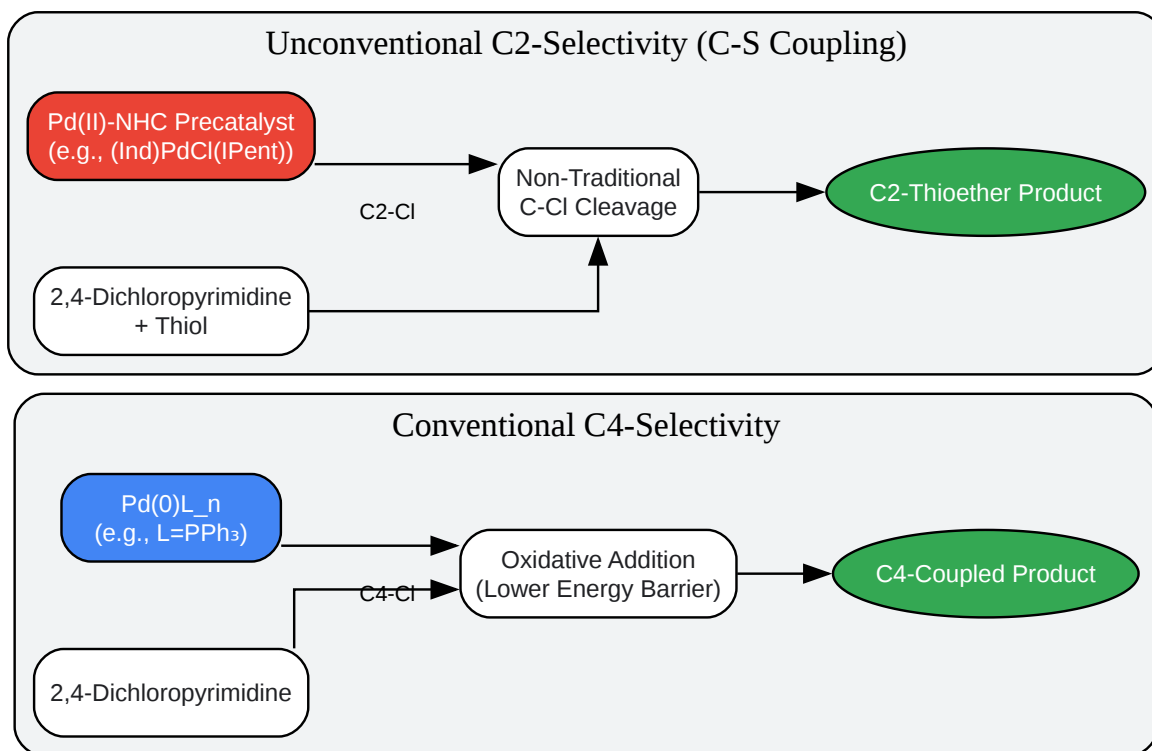 Unconventional C2-Selectivity (C-S Coupling)
Pd(II)-NHC Precatalyst
(e.g., (Ind)PdCl(IPent))
C2-Cl
Non-Traditional
C-Cl Cleavage
C2-Thioether Product
2,4-Dichloropyrimidine
+ Thiol
Conventional C4-Selectivity
Pd(0)L_n
(e.g., L=PPh₃)
C4-Cl
Oxidative Addition
(Lower Energy Barrier)
C4-Coupled Product
2,4-Dichloropyrimidine